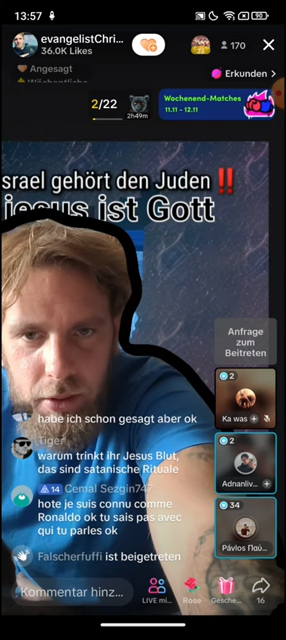 13:57
90
evangelistChri...
36.0K Likes
170
Angesagt
Erkunden >
Wöchentliche
2/22
2h49m
Wochenend-Matches
11.11 - 12.11
srael gehört den Juden ‼️
jesus ist Gott
Anfrage
zum
Beitreten
2
Ka was
habe ich schon gesagt aber ok
Tiger
warum trinkt ihr Jesus Blut,
das sind satanische Rituale
2
Adnanliv...
14 Cemal Sezgin747
hote je suis connu comme
Ronaldo ok tu sais pas avec
qui tu parles ok
34
Pávlos Παύ...
Falscherfuffi ist beigetreten
Kommentar hinz...
LIVE mi...
Rose
Gesche...
16